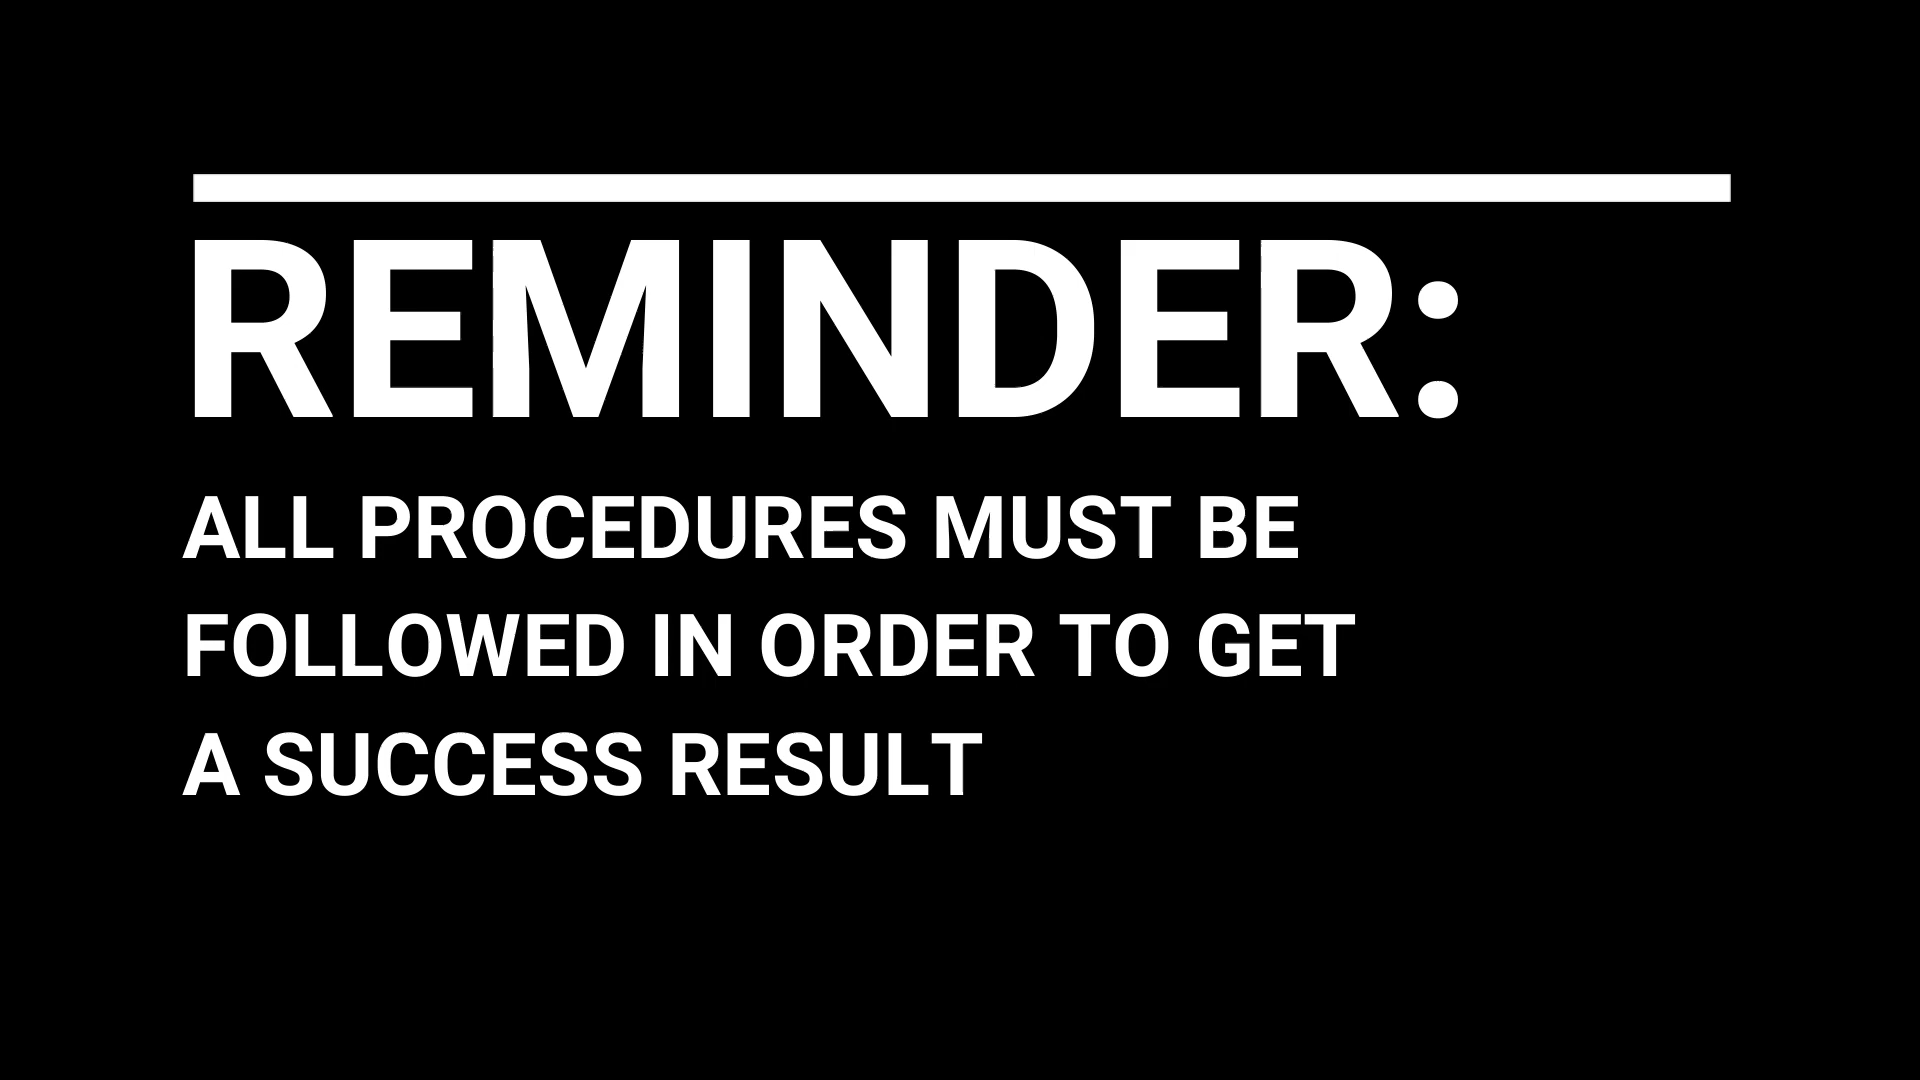 REMINDER:
ALL PROCEDURES MUST BE
FOLLOWED IN ORDER TO GET
A SUCCESS RESULT